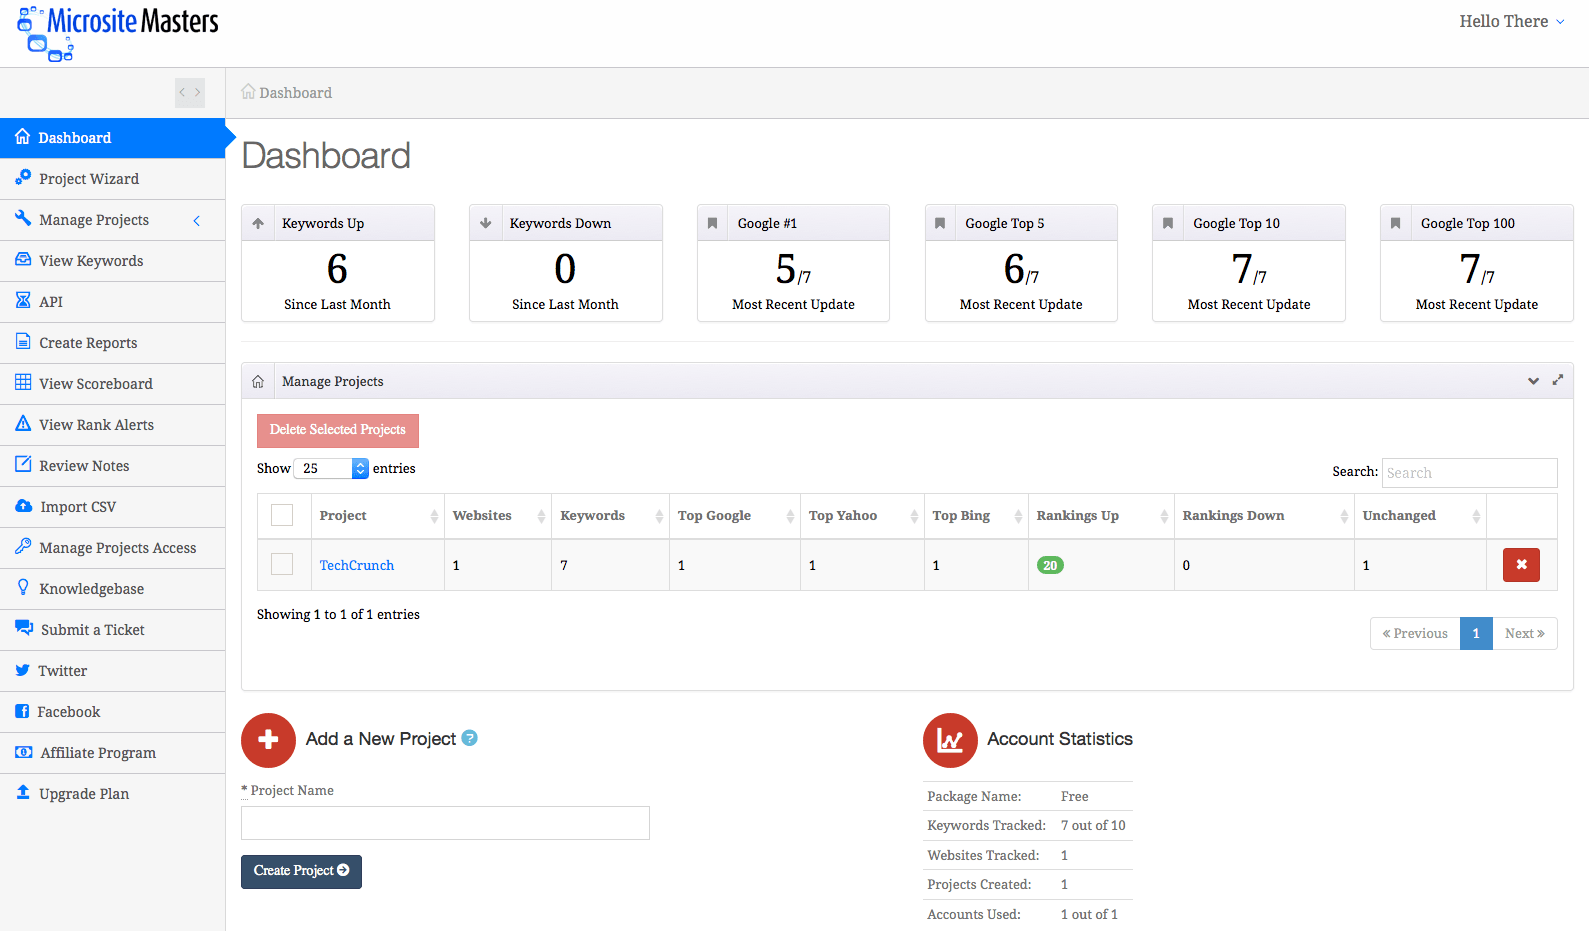 Microsite Masters
Hello There
Dashboard
Dashboard
Project Wizard
Manage Projects
View Keywords
API
Create Reports
View Scoreboard
View Rank Alerts
Review Notes
Import CSV
Manage Projects Access
Knowledgebase
Submit a Ticket
Twitter
Facebook
Affiliate Program
Upgrade Plan
Dashboard
Keywords Up
6
Since Last Month
Keywords Down
0
Since Last Month
Google #1
5/7
Most Recent Update
Google Top 5
6/7
Most Recent Update
Google Top 10
7/7
Most Recent Update
Google Top 100
7/7
Most Recent Update
Manage Projects
Delete Selected Projects
Show 25 entries
Search: Search
Project Websites Keywords Top Google Top Yahoo Top Bing Rankings Up Rankings Down Unchanged
TechCrunch 1 7 1 1 1 20 0 1
Showing 1 to 1 of 1 entries
« Previous 1 Next »
Add a New Project ?
* Project Name
Create Project
Account Statistics
Package Name: Free
Keywords Tracked: 7 out of 10
Websites Tracked: 1
Projects Created: 1
Accounts Used: 1 out of 1